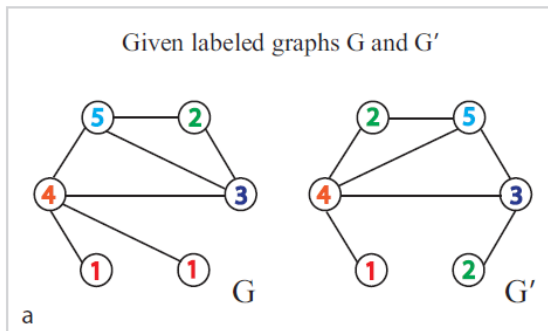 Given labeled graphs G and G′
5 2 2 5
4 3 4 3
1 1 G 1 2 G′
a